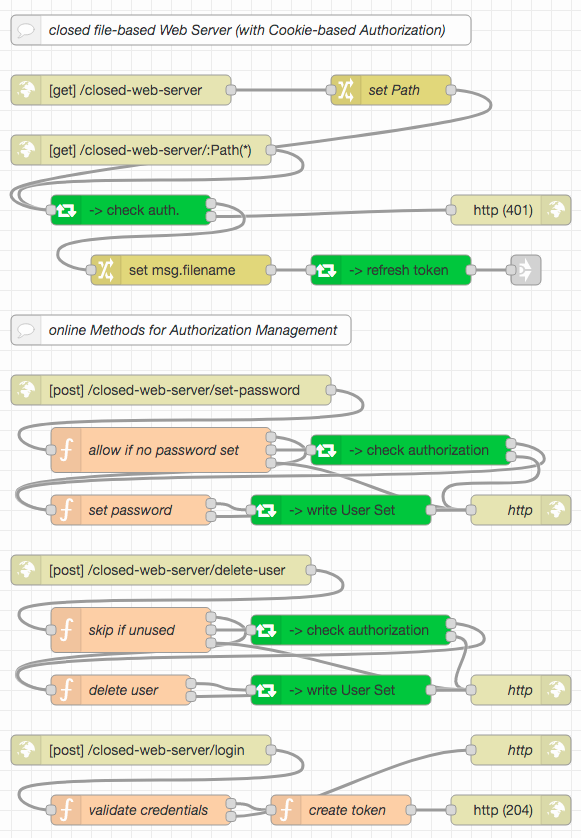 closed file-based Web Server (with Cookie-based Authorization)
[get] /closed-web-server
set Path
[get] /closed-web-server/:Path(*)
-> check auth.
http (401)
set msg.filename
-> refresh token
online Methods for Authorization Management
[post] /closed-web-server/set-password
allow if no password set
-> check authorization
set password
-> write User Set
http
[post] /closed-web-server/delete-user
skip if unused
-> check authorization
delete user
-> write User Set
http
[post] /closed-web-server/login
http
validate credentials
create token
http (204)